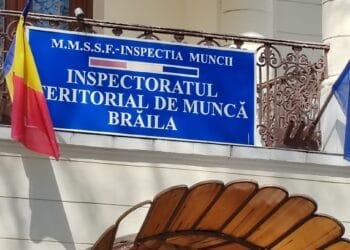 M.M.S.S.F.-INSPECTIA MUNCII
INSPECTORATUL
TERITORIAL DE MUNCĂ
BRĂILA